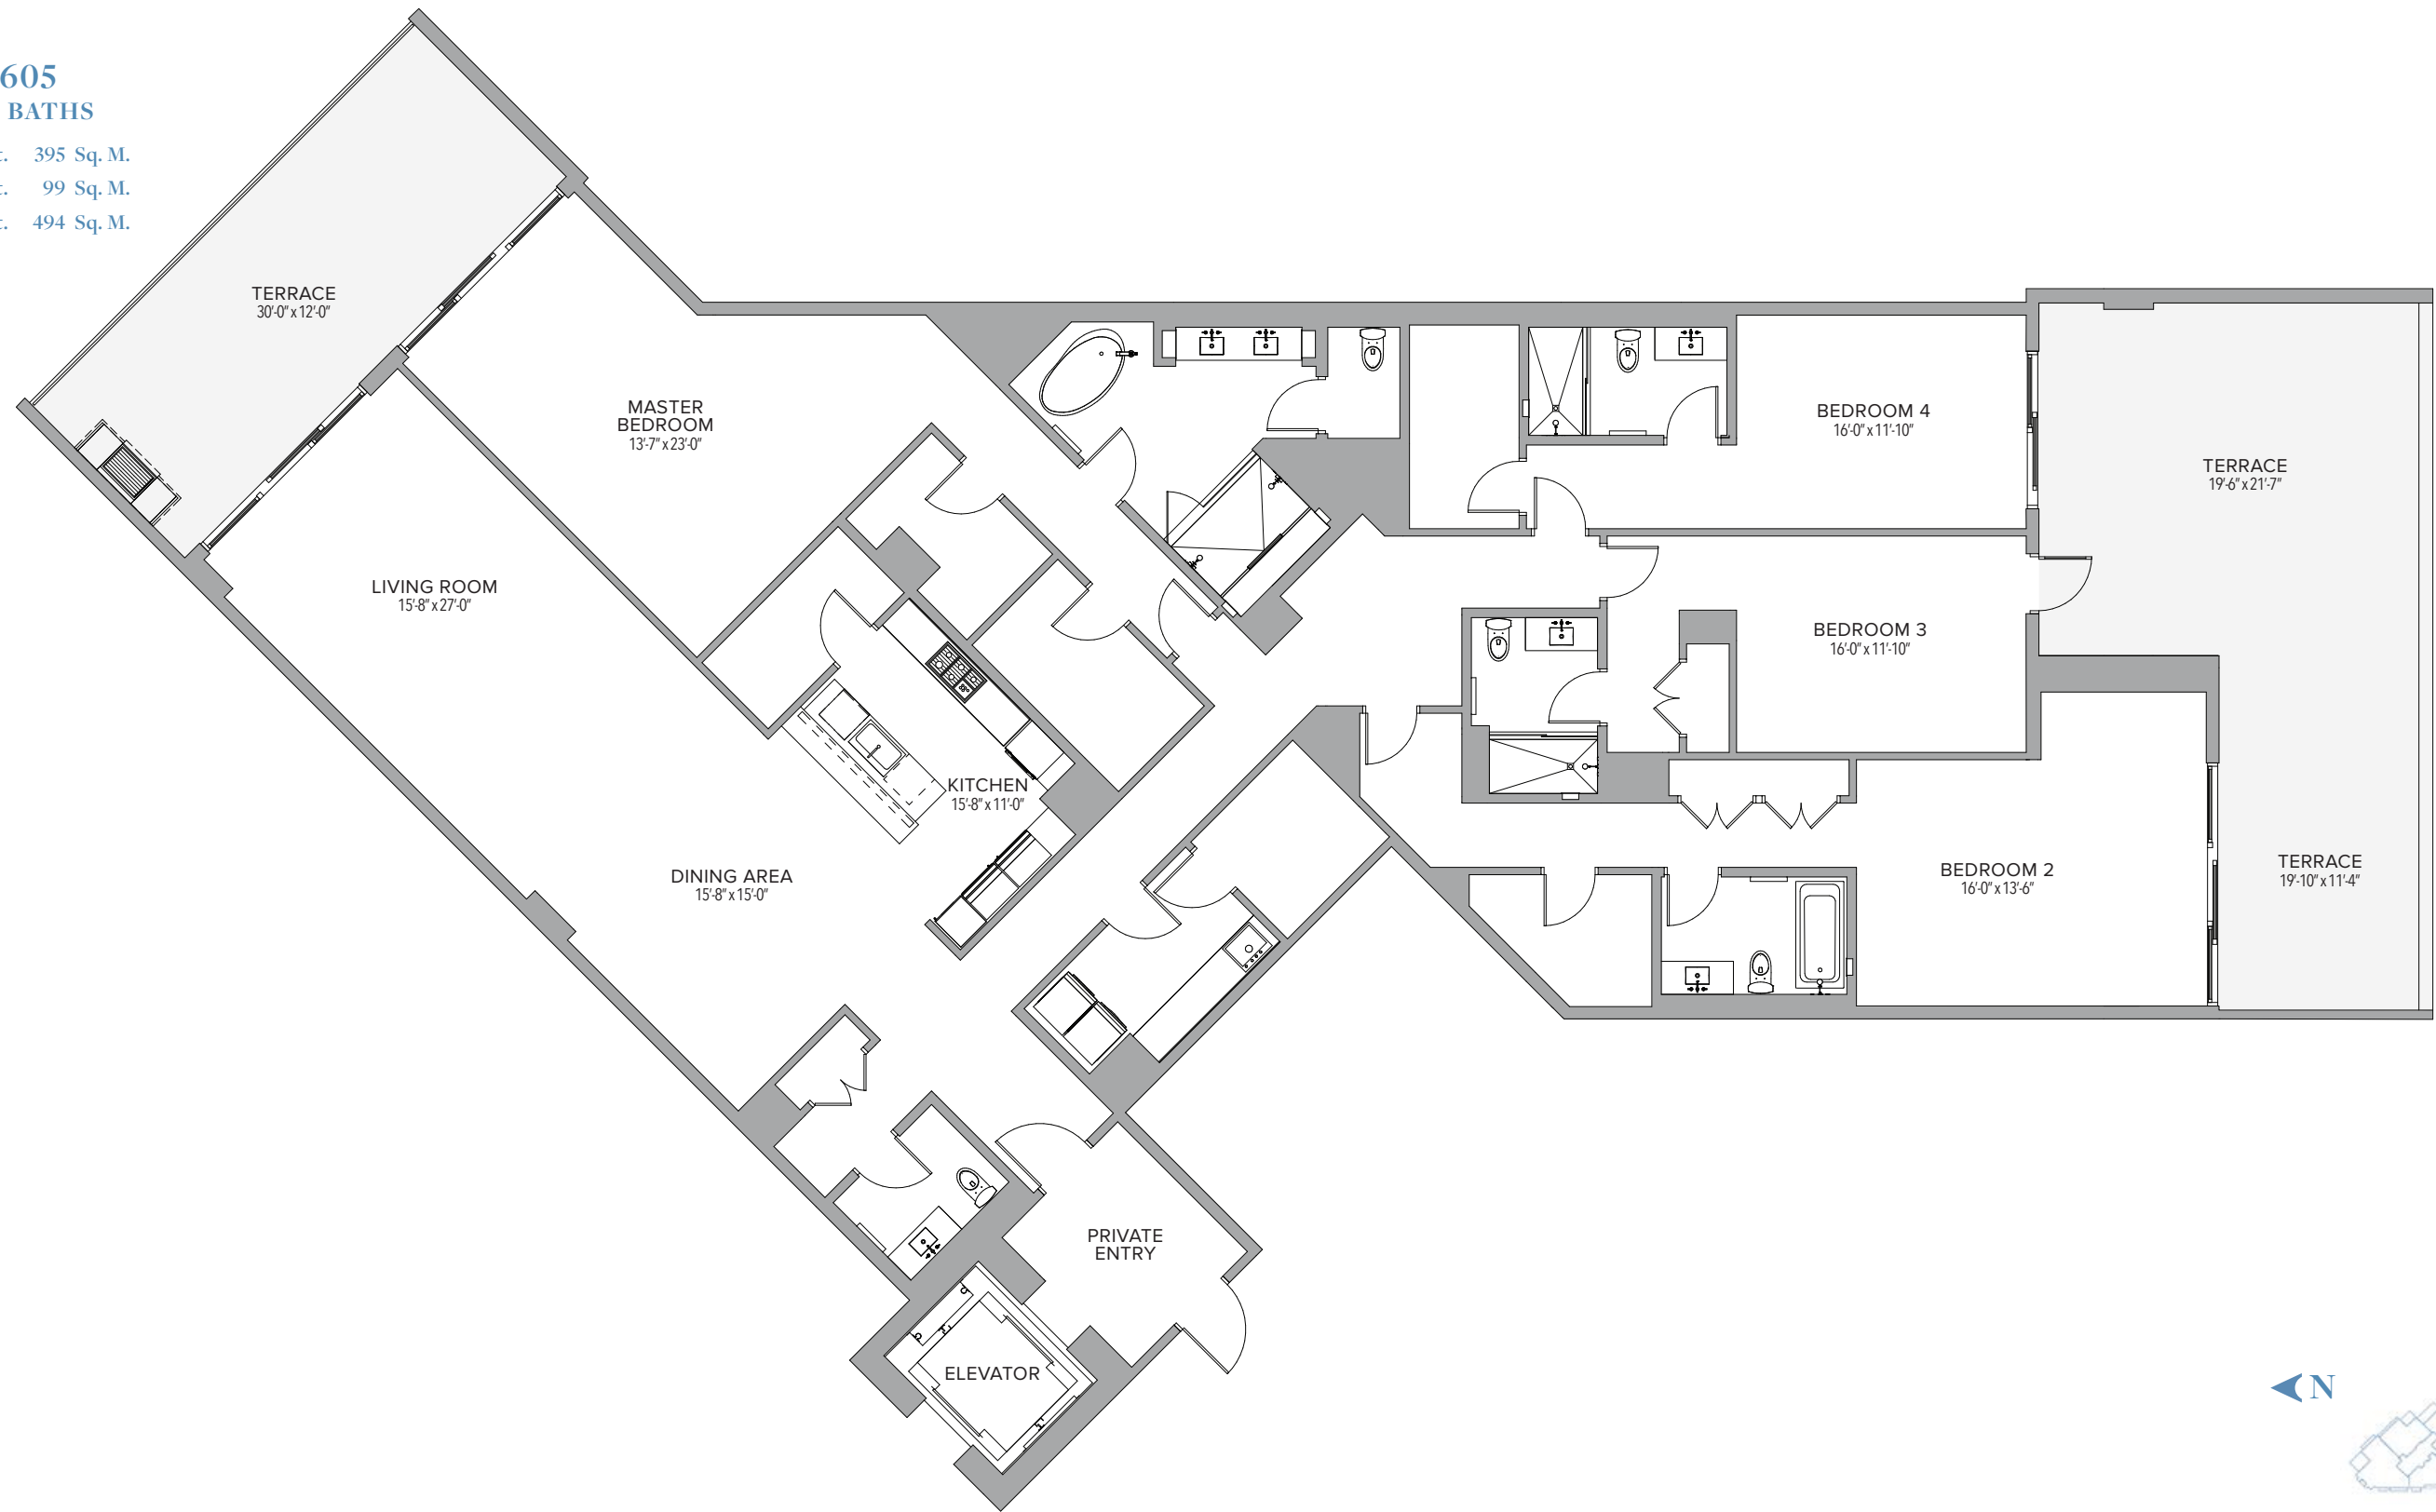 605
BATHS
t. 395 Sq. M.
t. 99 Sq. M.
t. 494 Sq. M.
TERRACE
30'-0" x 12'-0"
MASTER
BEDROOM
13'-7" x 23'-0"
LIVING ROOM
15'-8" x 27'-0"
KITCHEN
15'-8" x 11'-0"
DINING AREA
15'-8" x 15'-0"
BEDROOM 4
16'-0" x 11'-10"
TERRACE
19'-6" x 21'-7"
BEDROOM 3
16'-0" x 11'-10"
BEDROOM 2
16'-0" x 13'-6"
TERRACE
19'-10" x 11'-4"
PRIVATE
ENTRY
ELEVATOR
N